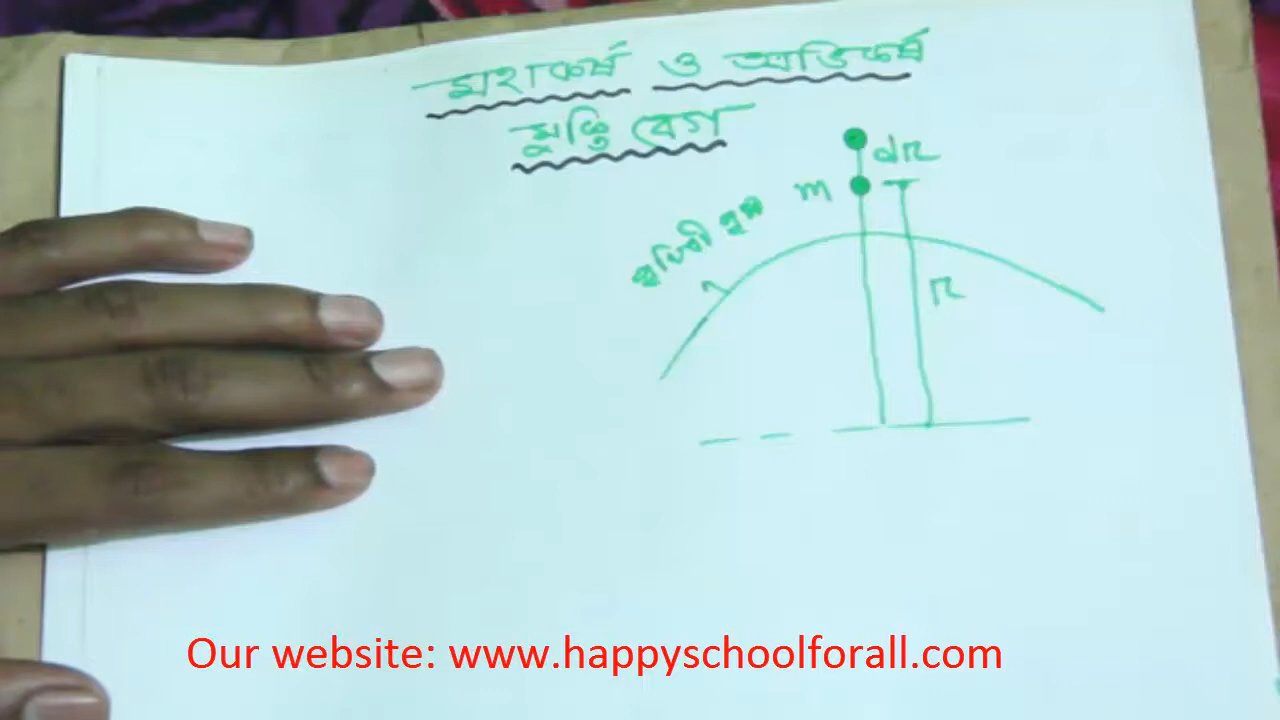 মহাকর্ষ ও অভিকর্ষ
মুক্তি বেগ
dr
m
পৃথিবী পৃষ্ঠ
r
Our website: www.happyschoolforall.com